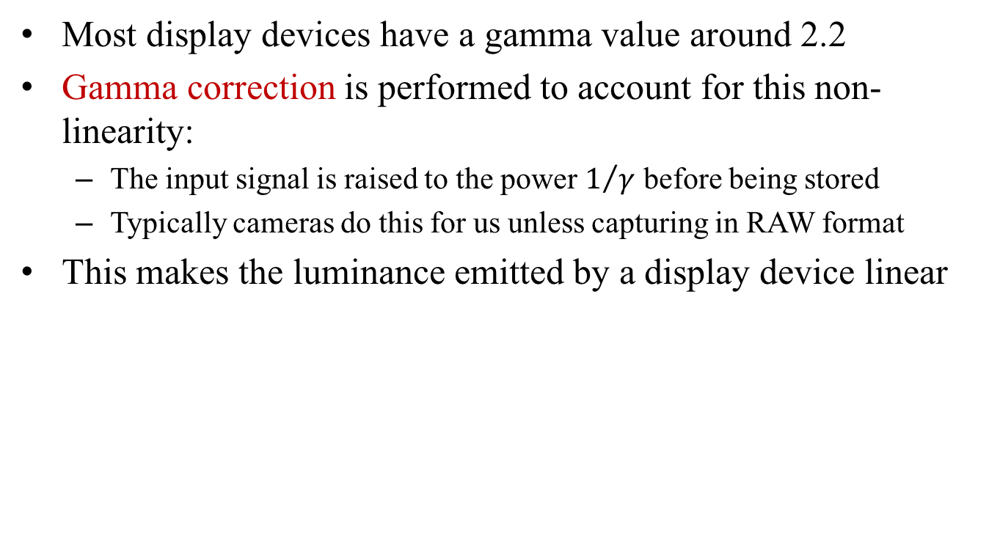 • Most display devices have a gamma value around 2.2
• Gamma correction is performed to account for this non-
linearity:
– The input signal is raised to the power 1/γ before being stored
– Typically cameras do this for us unless capturing in RAW format
• This makes the luminance emitted by a display device linear